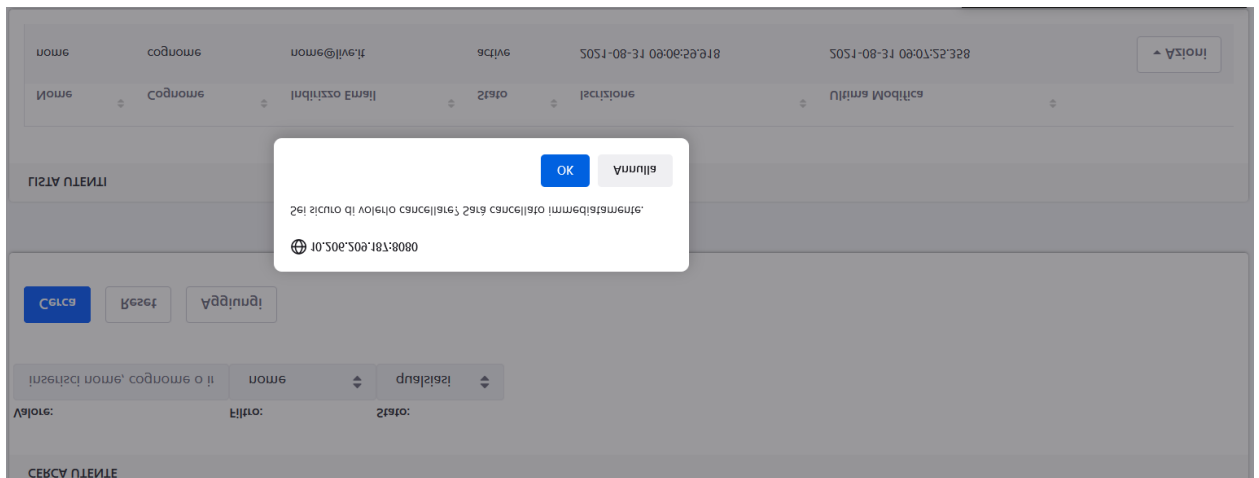 CERCA UTENTE
Valore: Filtro: Stato:
inserisci nome, cognome o ir nome qualsiasi
Cerca Reset Aggiungi
10.206.209.187:8080
Sei sicuro di volerlo cancellare? Sará cancellato immediatamente.
OK Annulla
LISTA UTENTI
Nome Cognome Indirizzo Email Stato Iscrizione Ultima Modifica
nome cognome nome@live.it active 2021-08-31 09:06:59.918 2021-08-31 09:07:25.358 Azioni